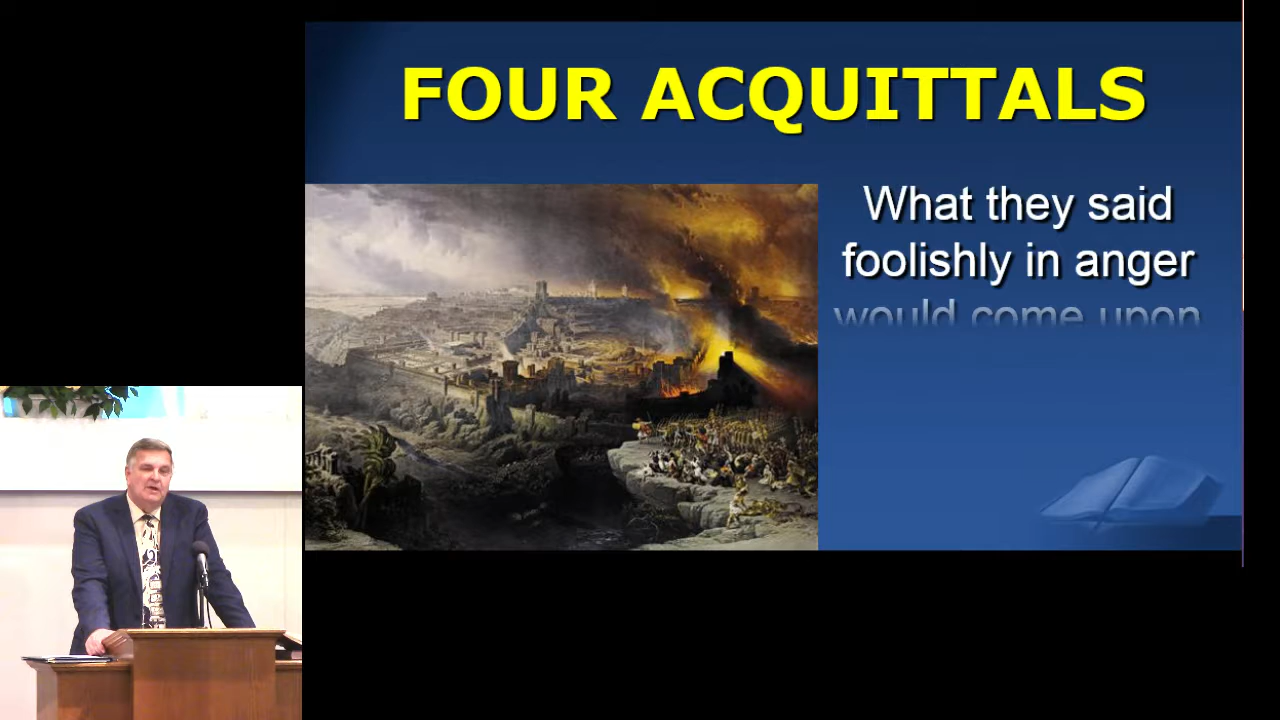 FOUR ACQUITTALS
What they said
foolishly in anger
would come upon